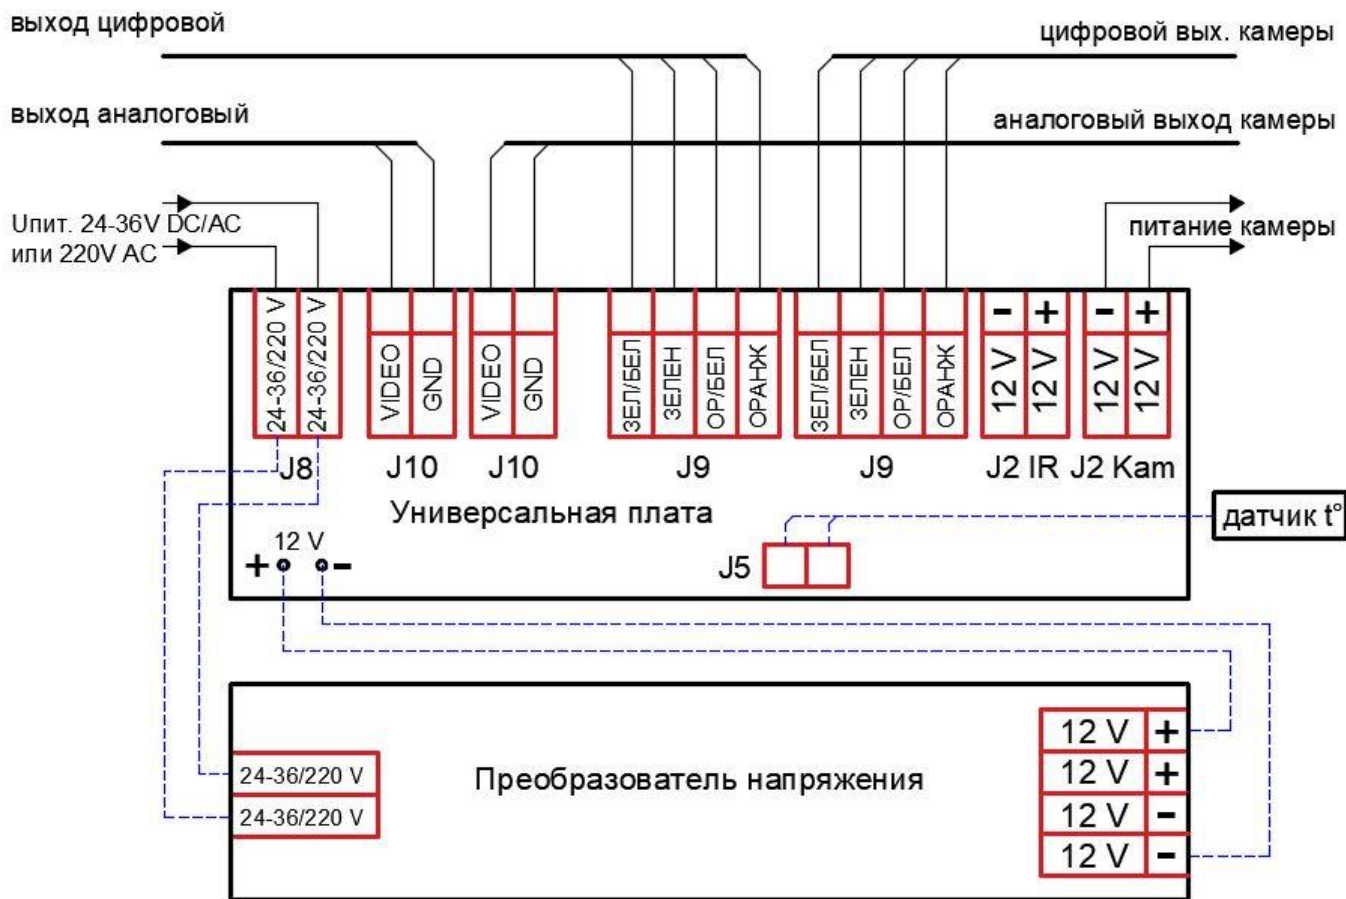 выход цифровой
цифровой вых. камеры
выход аналоговый
аналоговый выход камеры
Uпит. 24-36V DC/AC
или 220V AC
питание камеры
24-36/220 V
24-36/220 V
VIDEO
GND
VIDEO
GND
ЗЕЛ/БЕЛ
ЗЕЛЕН
ОР/БЕЛ
ОРАНЖ
ЗЕЛ/БЕЛ
ЗЕЛЕН
ОР/БЕЛ
ОРАНЖ
12 V -
12 V +
12 V -
12 V +
J8
J10
J10
J9
J9
J2 IR
J2 Kam
Универсальная плата
датчик t°
12 V
+ -
J5
12 V +
12 V +
12 V -
12 V -
24-36/220 V
24-36/220 V
Преобразователь напряжения